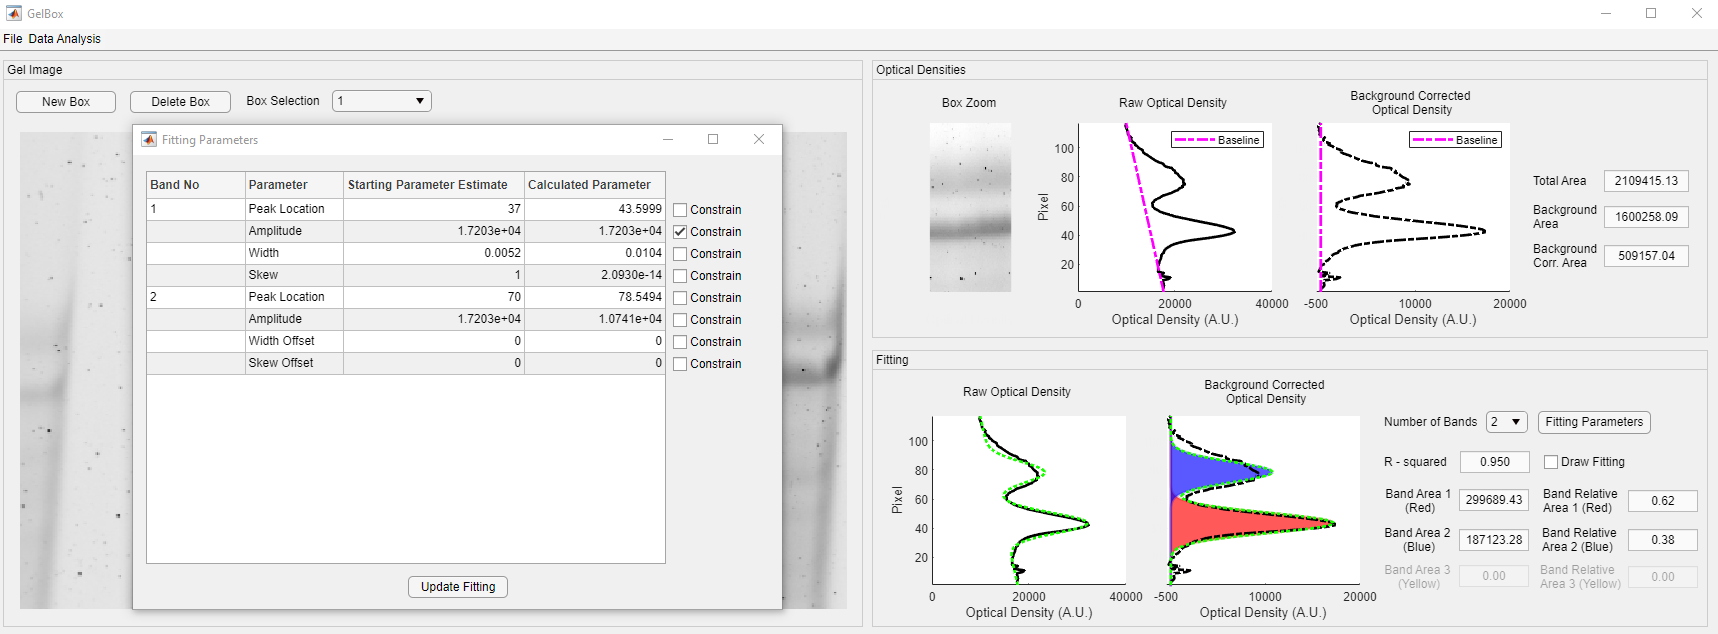 GelBox
File Data Analysis
Gel Image
New Box Delete Box Box Selection 1
Fitting Parameters
Band No Parameter Starting Parameter Estimate Calculated Parameter
1 Peak Location 37 43.5999 Constrain
Amplitude 1.7203e+04 1.7203e+04 Constrain
Width 0.0052 0.0104 Constrain
Skew 1 2.0930e-14 Constrain
2 Peak Location 70 78.5494 Constrain
Amplitude 1.7203e+04 1.0741e+04 Constrain
Width Offset 0 0 Constrain
Skew Offset 0 0 Constrain
Update Fitting
Optical Densities
Box Zoom
Raw Optical Density
Baseline
100
80
60
40
20
Pixel
0 20000 40000
Optical Density (A.U.)
Background Corrected
Optical Density
Baseline
-500 10000 20000
Optical Density (A.U.)
Total Area 2109415.13
Background
Area
1600258.09
Background
Corr. Area
509157.04
Fitting
Raw Optical Density
100
80
60
40
20
Pixel
0 20000 40000
Optical Density (A.U.)
Background Corrected
Optical Density
-500 10000 20000
Optical Density (A.U.)
Number of Bands 2 Fitting Parameters
R - squared 0.950 Draw Fitting
Band Area 1
(Red)
299689.43
Band Relative
Area 1 (Red)
0.62
Band Area 2
(Blue)
187123.28
Band Relative
Area 2 (Blue)
0.38
Band Area 3
(Yellow)
0.00
Band Relative
Area 3 (Yellow)
0.00